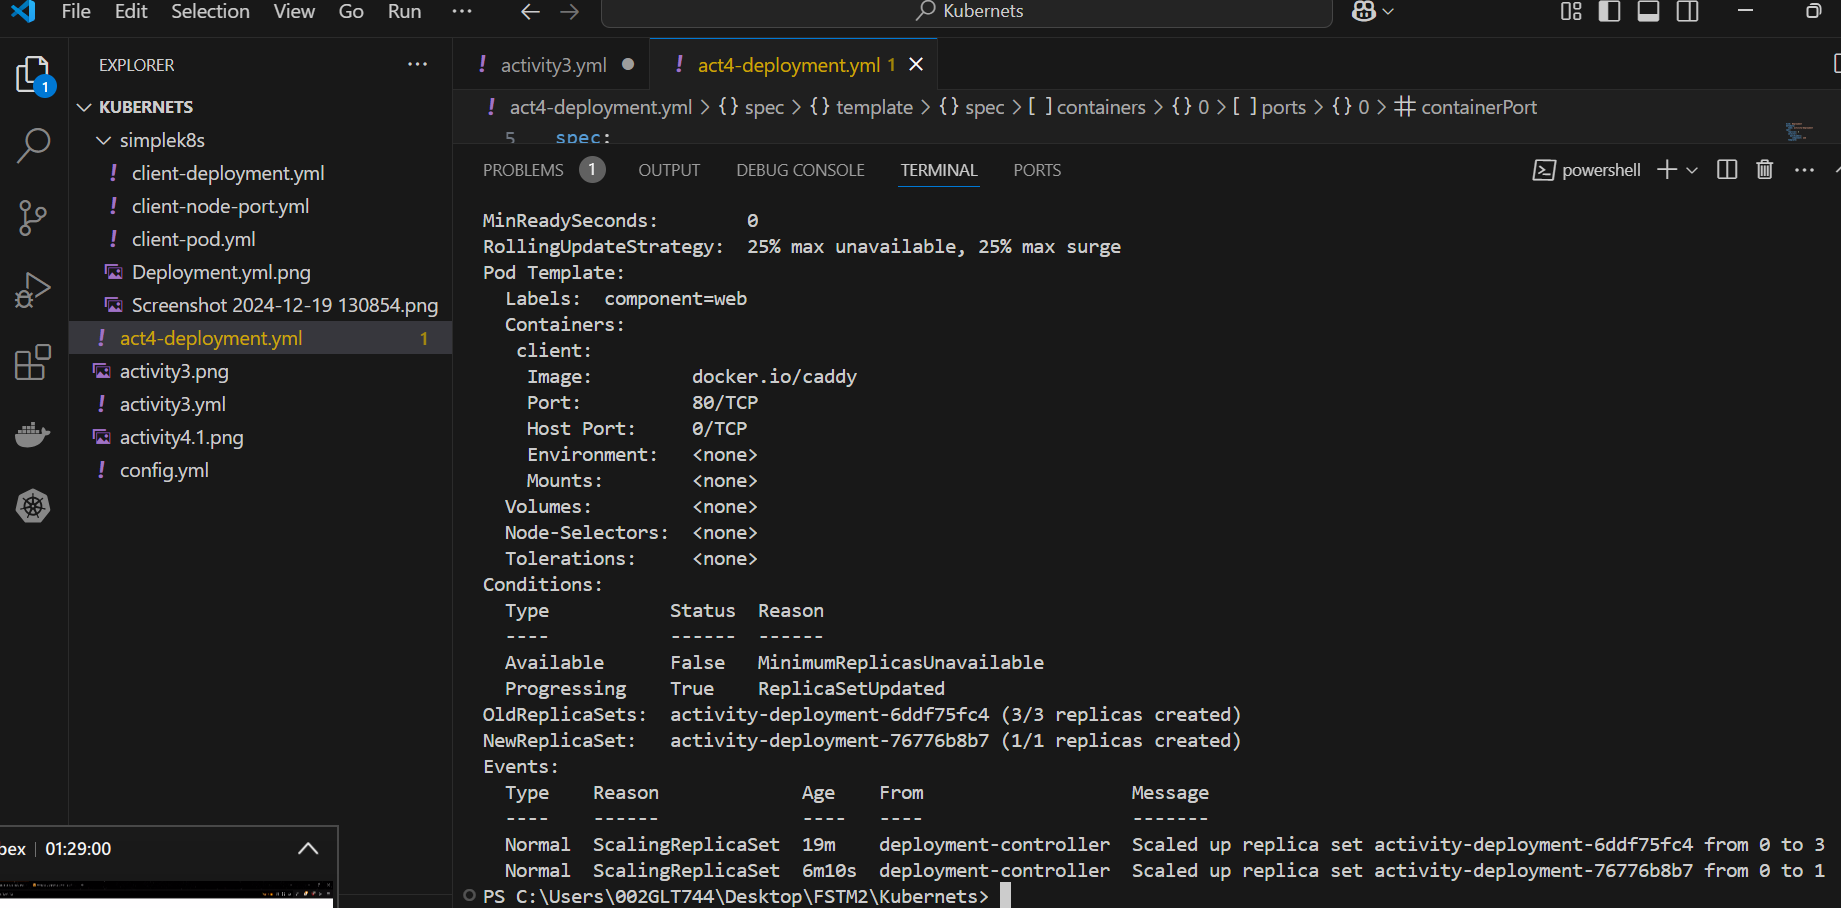 File Edit Selection View Go Run ···
Kubernets
EXPLORER ···
KUBERNETS
simplek8s
! client-deployment.yml
! client-node-port.yml
! client-pod.yml
Deployment.yml.png
Screenshot 2024-12-19 130854.png
! act4-deployment.yml 1
activity3.png
! activity3.yml
activity4.1.png
! config.yml
1
01:29:00
! activity3.yml ●
! act4-deployment.yml 1 ×
! act4-deployment.yml > {} spec > {} template > {} spec > [ ] containers > {} 0 > [ ] ports > {} 0 > # containerPort
5 spec:
PROBLEMS 1 OUTPUT DEBUG CONSOLE TERMINAL PORTS powershell
MinReadySeconds: 0
RollingUpdateStrategy: 25% max unavailable, 25% max surge
Pod Template:
Labels: component=web
Containers:
client:
Image: docker.io/caddy
Port: 80/TCP
Host Port: 0/TCP
Environment: <none>
Mounts: <none>
Volumes: <none>
Node-Selectors: <none>
Tolerations: <none>
Conditions:
Type Status Reason
---- ------ ------
Available False MinimumReplicasUnavailable
Progressing True ReplicaSetUpdated
OldReplicaSets: activity-deployment-6ddf75fc4 (3/3 replicas created)
NewReplicaSet: activity-deployment-76776b8b7 (1/1 replicas created)
Events:
Type Reason Age From Message
---- ------ ---- ---- -------
Normal ScalingReplicaSet 19m deployment-controller Scaled up replica set activity-deployment-6ddf75fc4 from 0 to 3
Normal ScalingReplicaSet 6m10s deployment-controller Scaled up replica set activity-deployment-76776b8b7 from 0 to 1
PS C:\Users\002GLT744\Desktop\FSTM2\Kubernets>